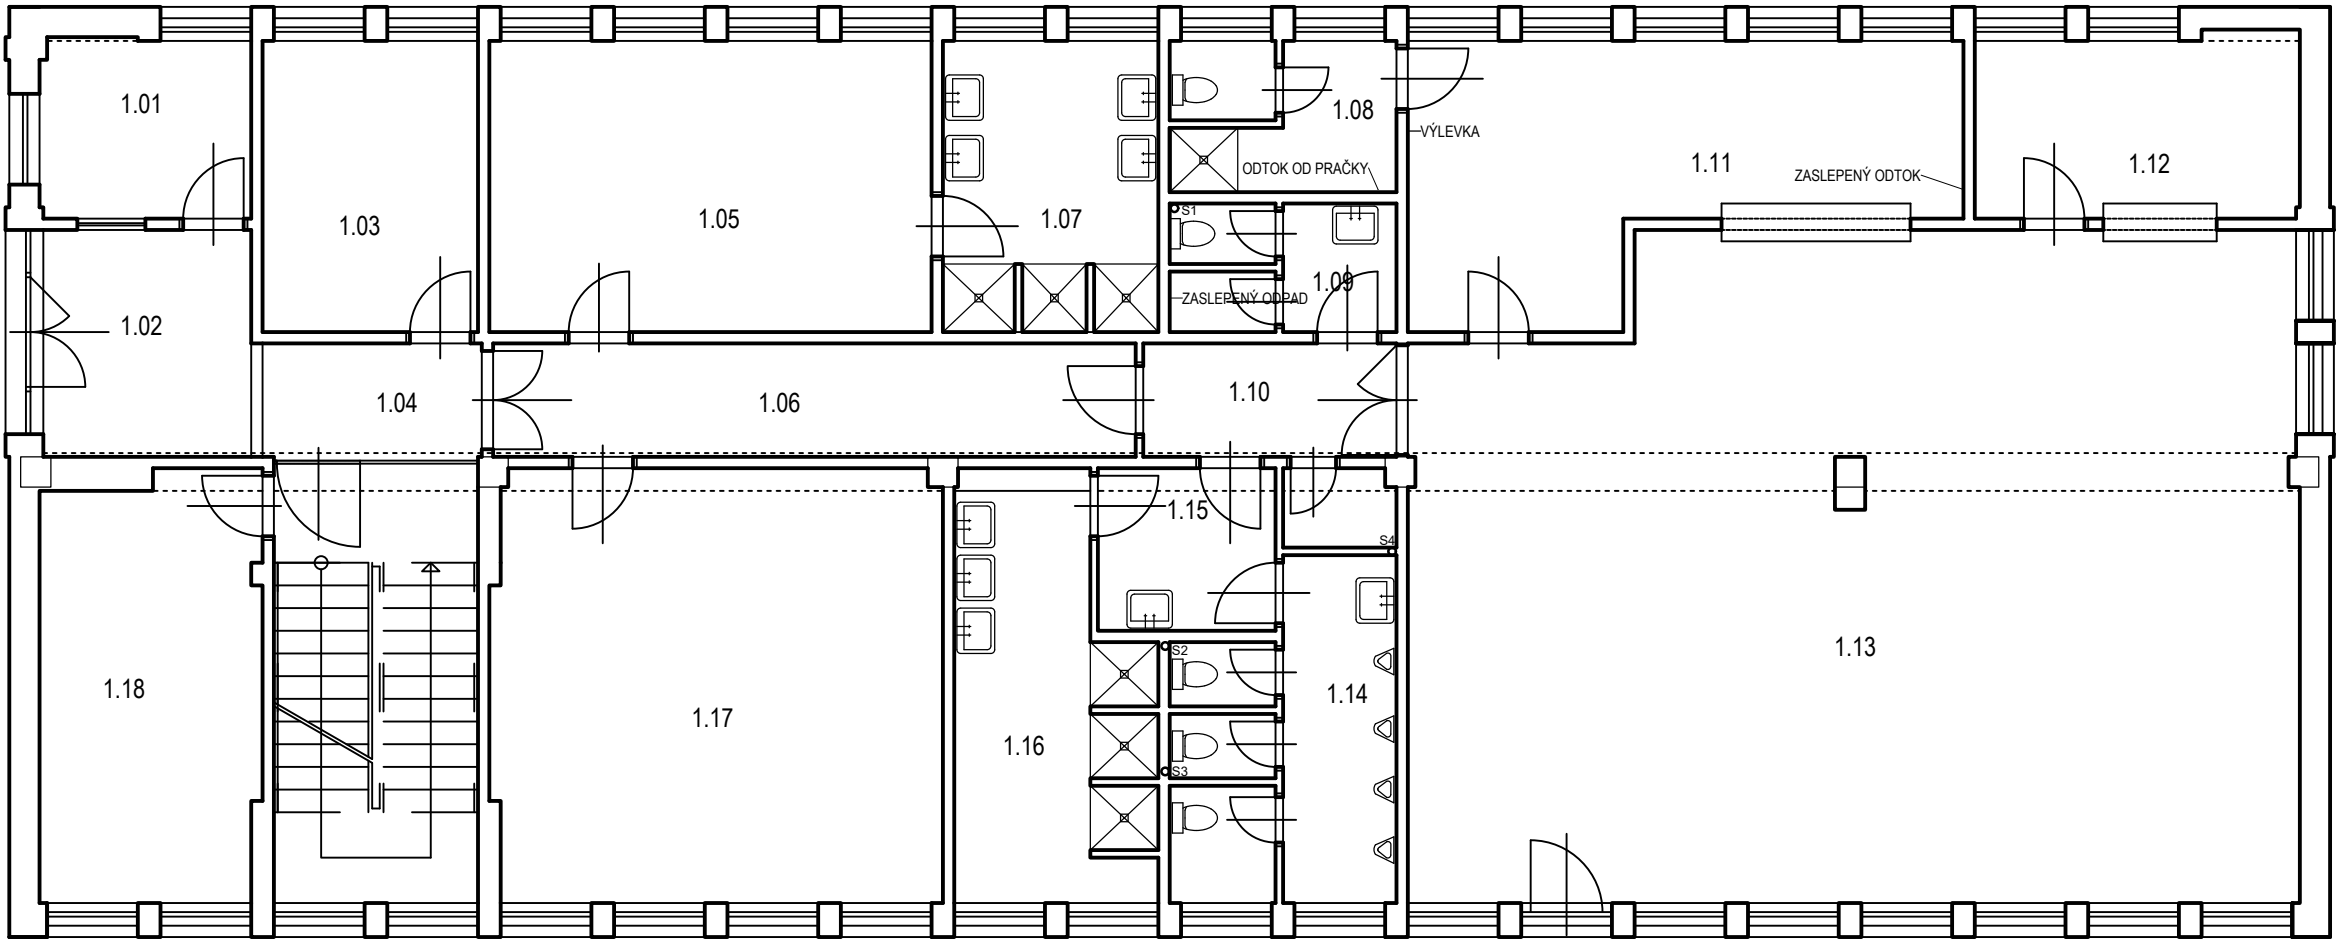 1.01
1.08
VÝLEVKA
1.11
1.12
ODTOK OD PRAČKY
ZASLEPENÝ ODTOK
1.03
1.05
1.07
S1
1.09
ZASLEPENÝ ODPAD
1.02
1.04
1.06
1.10
1.15
S4
1.13
S2
1.18
1.14
1.17
1.16
S3